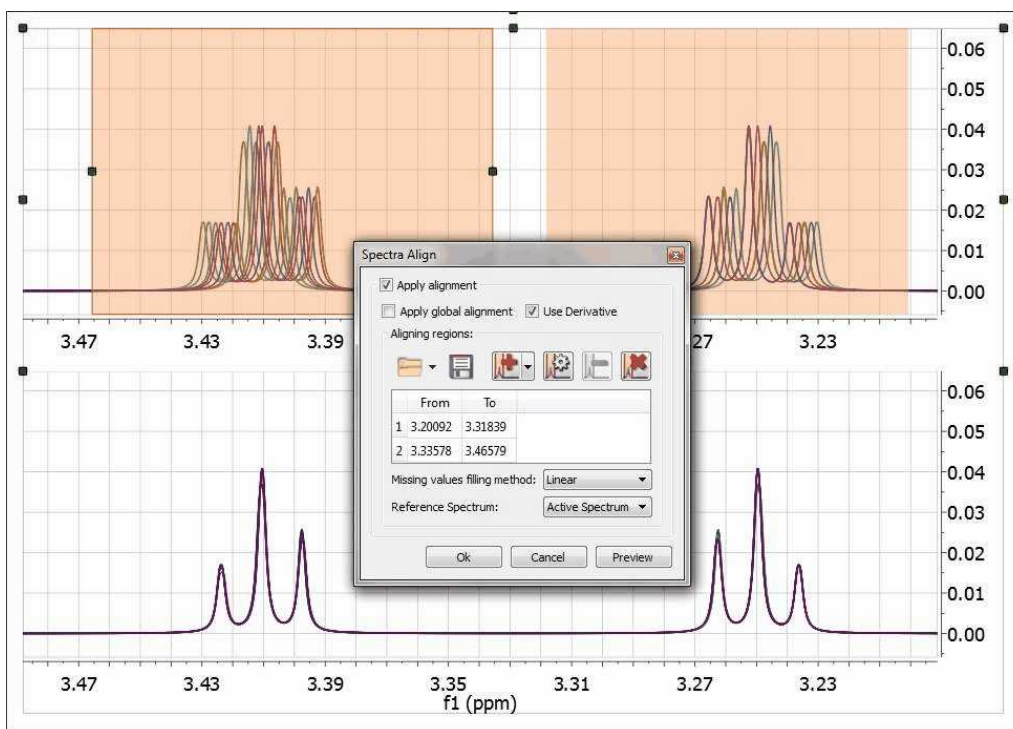 0.06
0.05
0.04
0.03
0.02
0.01
0.00
3.47 3.43 3.39 27 3.23
Spectra Align
Apply alignment
Apply global alignment Use Derivative
Aligning regions:
From To
1 3.20092 3.31839
2 3.33578 3.46579
Missing values filling method: Linear
Reference Spectrum: Active Spectrum
Ok Cancel Preview
0.06
0.05
0.04
0.03
0.02
0.01
0.00
3.47 3.43 3.39 3.35 3.31 3.27 3.23
f1 (ppm)